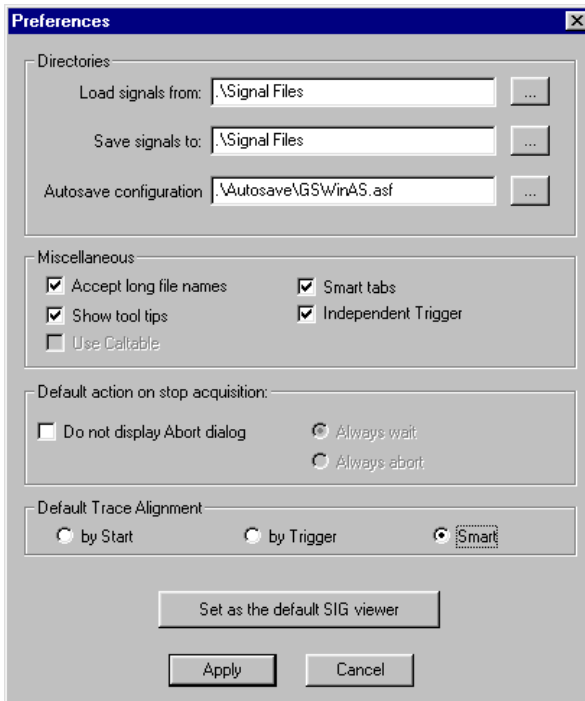 Preferences
Directories
Load signals from: .\Signal Files ...
Save signals to: .\Signal Files ...
Autosave configuration .\Autosave\GSWinAS.asf ...
Miscellaneous
Accept long file names Smart tabs
Show tool tips Independent Trigger
Use Caltable
Default action on stop acquisition:
Do not display Abort dialog Always wait
Always abort
Default Trace Alignment
by Start by Trigger Smart
Set as the default SIG viewer
Apply Cancel